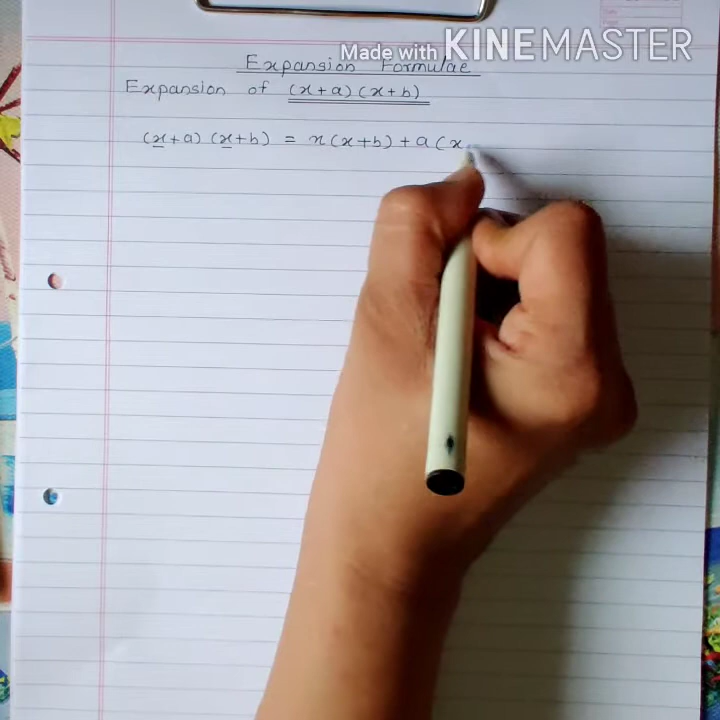 Made with KINEMASTER
Expansion Formulae
Expansion of (x+a)(x+b)
(x+a) (x+b) = x(x+b) + a(x